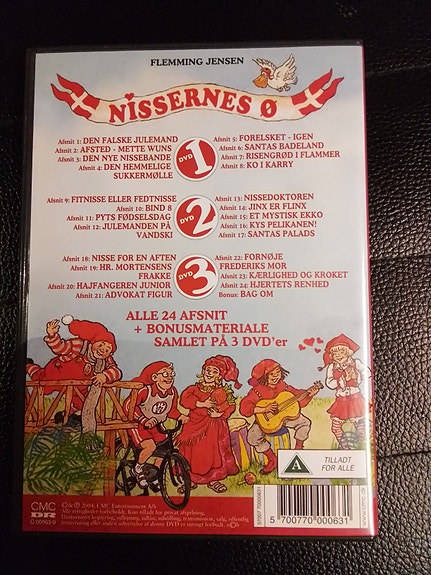 FLEMMING JENSEN
NISSERNES Ø
Afsnit 1: DEN FALSKE JULEMAND
Afsnit 2: AFSTED - METTE WUNS
Afsnit 3: DEN NYE NISSEBANDE
Afsnit 4: DEN HEMMELIGE
SUKKERMØLLE
DVD 1
Afsnit 5: FORELSKET - IGEN
Afsnit 6: SANTAS BADELAND
Afsnit 7: RISENGRØD I FLAMMER
Afsnit 8: KO I KARRY
Afsnit 9: FITNISSE ELLER FEDTNISSE
Afsnit 10: BIND 8
Afsnit 11: PYTS FØDSELSDAG
Afsnit 12: JULEMANDEN PÅ
VANDSKI
DVD 2
Afsnit 13: NISSEDOKTOREN
Afsnit 14: JINX ER FLINX
Afsnit 15: ET MYSTISK EKKO
Afsnit 16: KYS PELIKANEN!
Afsnit 17: SANTAS PALADS
Afsnit 18: NISSE FOR EN AFTEN
Afsnit 19: HR. MORTENSENS
FRAKKE
Afsnit 20: HAJFANGEREN JUNIOR
Afsnit 21: ADVOKAT FIGUR
DVD 3
Afsnit 22: FORNØJE
FREDERIKS MOR
Afsnit 23: KÆRLIGHED OG KROKET
Afsnit 24: HJERTETS RENHED
Bonus: BAG OM
ALLE 24 AFSNIT
+ BONUSMATERIALE
SAMLET PÅ 3 DVD'er
A
TILLADT
FOR ALLE
CMC
DR
© & ℗ 2004, CMC Entertainment A/S
5 700770 000631